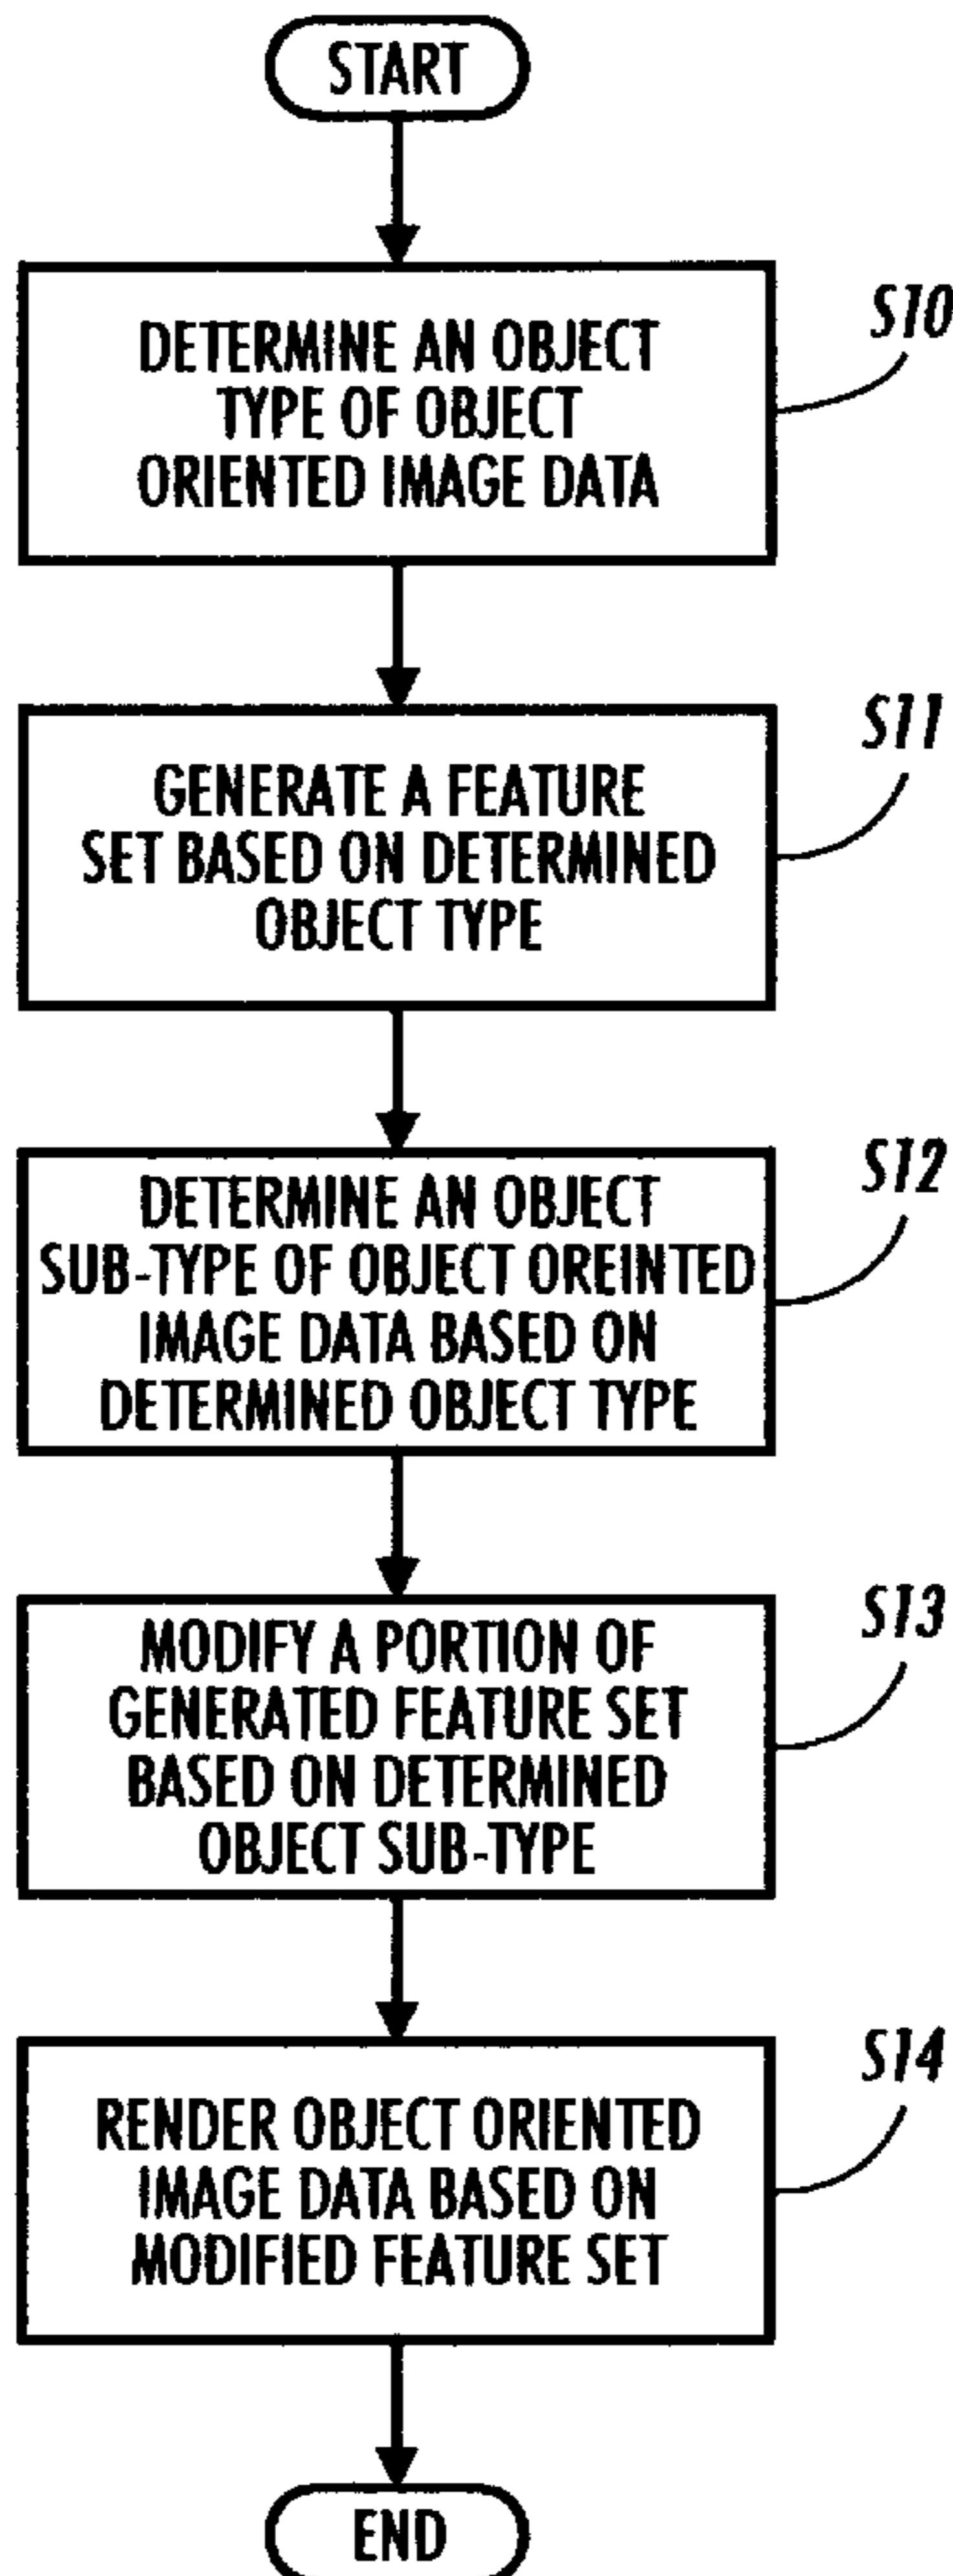 START
DETERMINE AN OBJECT
TYPE OF OBJECT
ORIENTED IMAGE DATA
S10
GENERATE A FEATURE
SET BASED ON DETERMINED
OBJECT TYPE
S11
DETERMINE AN OBJECT
SUB-TYPE OF OBJECT OREINTED
IMAGE DATA BASED ON
DETERMINED OBJECT TYPE
S12
MODIFY A PORTION OF
GENERATED FEATURE SET
BASED ON DETERMINED
OBJECT SUB-TYPE
S13
RENDER OBJECT ORIENTED
IMAGE DATA BASED ON
MODIFIED FEATURE SET
S14
END